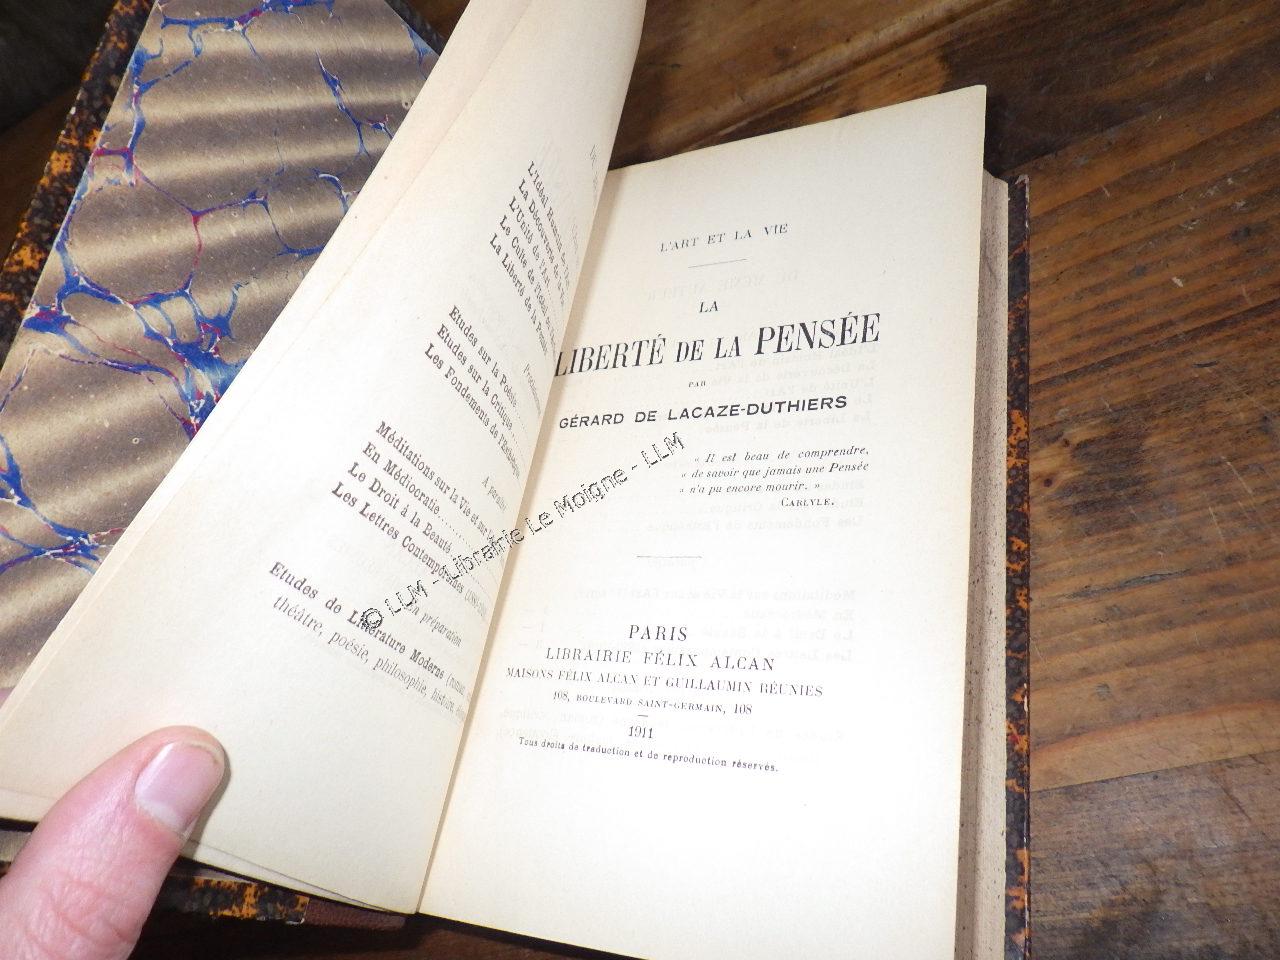 L'Idéal Humain de l'Art
La Découverte de la Vie
L'Unité de l'Art
Le Culte de l'Idéal
La Liberté de la Pensée
Prochainement
Etudes sur la Poésie
Etudes sur la Critique
Les Fondements de l'Esthétique
A paraître
Méditations sur la Vie et sur
En Médiocratie
Le Droit à la Beauté
Les Lettres Contemporaines
En préparation
Etudes de Littérature Moderne (roman,
théâtre, poésie, philosophie, histoire,
L'ART ET LA VIE
LA
LIBERTÉ DE LA PENSÉE
PAR
GÉRARD DE LACAZE-DUTHIERS
« Il est beau de comprendre,
« de savoir que jamais une Pensée
« n'a pu encore mourir. »
CARLYLE.
PARIS
LIBRAIRIE FÉLIX ALCAN
MAISONS FÉLIX ALCAN ET GUILLAUMIN RÉUNIES
108, BOULEVARD SAINT-GERMAIN, 108
1911
Tous droits de traduction et de reproduction réservés.
© LLM - Librairie Le Moigne - LLM